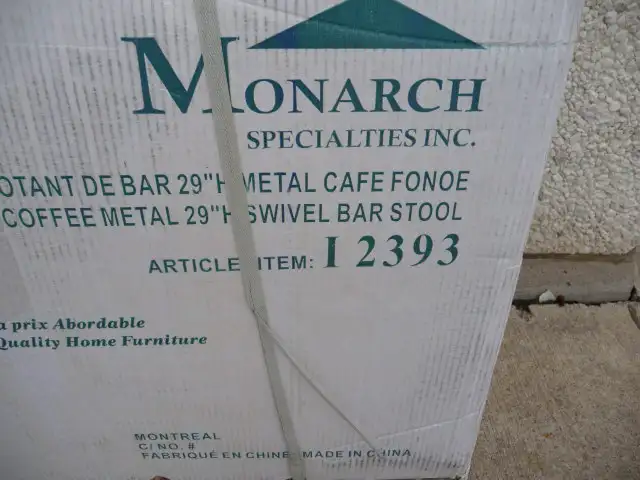 MONARCH
SPECIALTIES INC.
OTANT DE BAR 29"H METAL CAFE FONOE
COFFEE METAL 29"H SWIVEL BAR STOOL
ARTICLE ITEM: I 2393
a prix Abordable
Quality Home Furniture
MONTREAL
C/ NO. #
FABRIQUÉ EN CHINE MADE IN CHINA